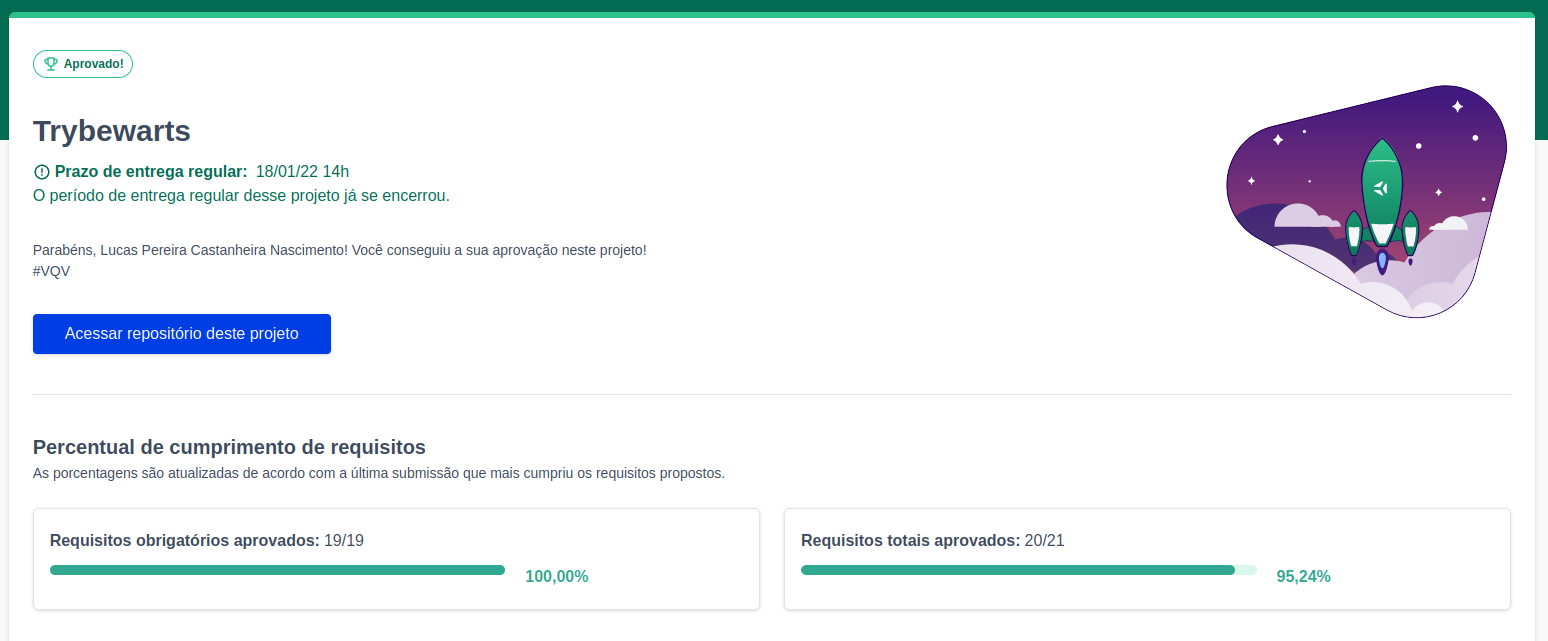 Aprovado!
Trybewarts
Prazo de entrega regular: 18/01/22 14h
O período de entrega regular desse projeto já se encerrou.
Parabéns, Lucas Pereira Castanheira Nascimento! Você conseguiu a sua aprovação neste projeto!
#VQV
Acessar repositório deste projeto
Percentual de cumprimento de requisitos
As porcentagens são atualizadas de acordo com a última submissão que mais cumpriu os requisitos propostos.
Requisitos obrigatórios aprovados: 19/19
100,00%
Requisitos totais aprovados: 20/21
95,24%